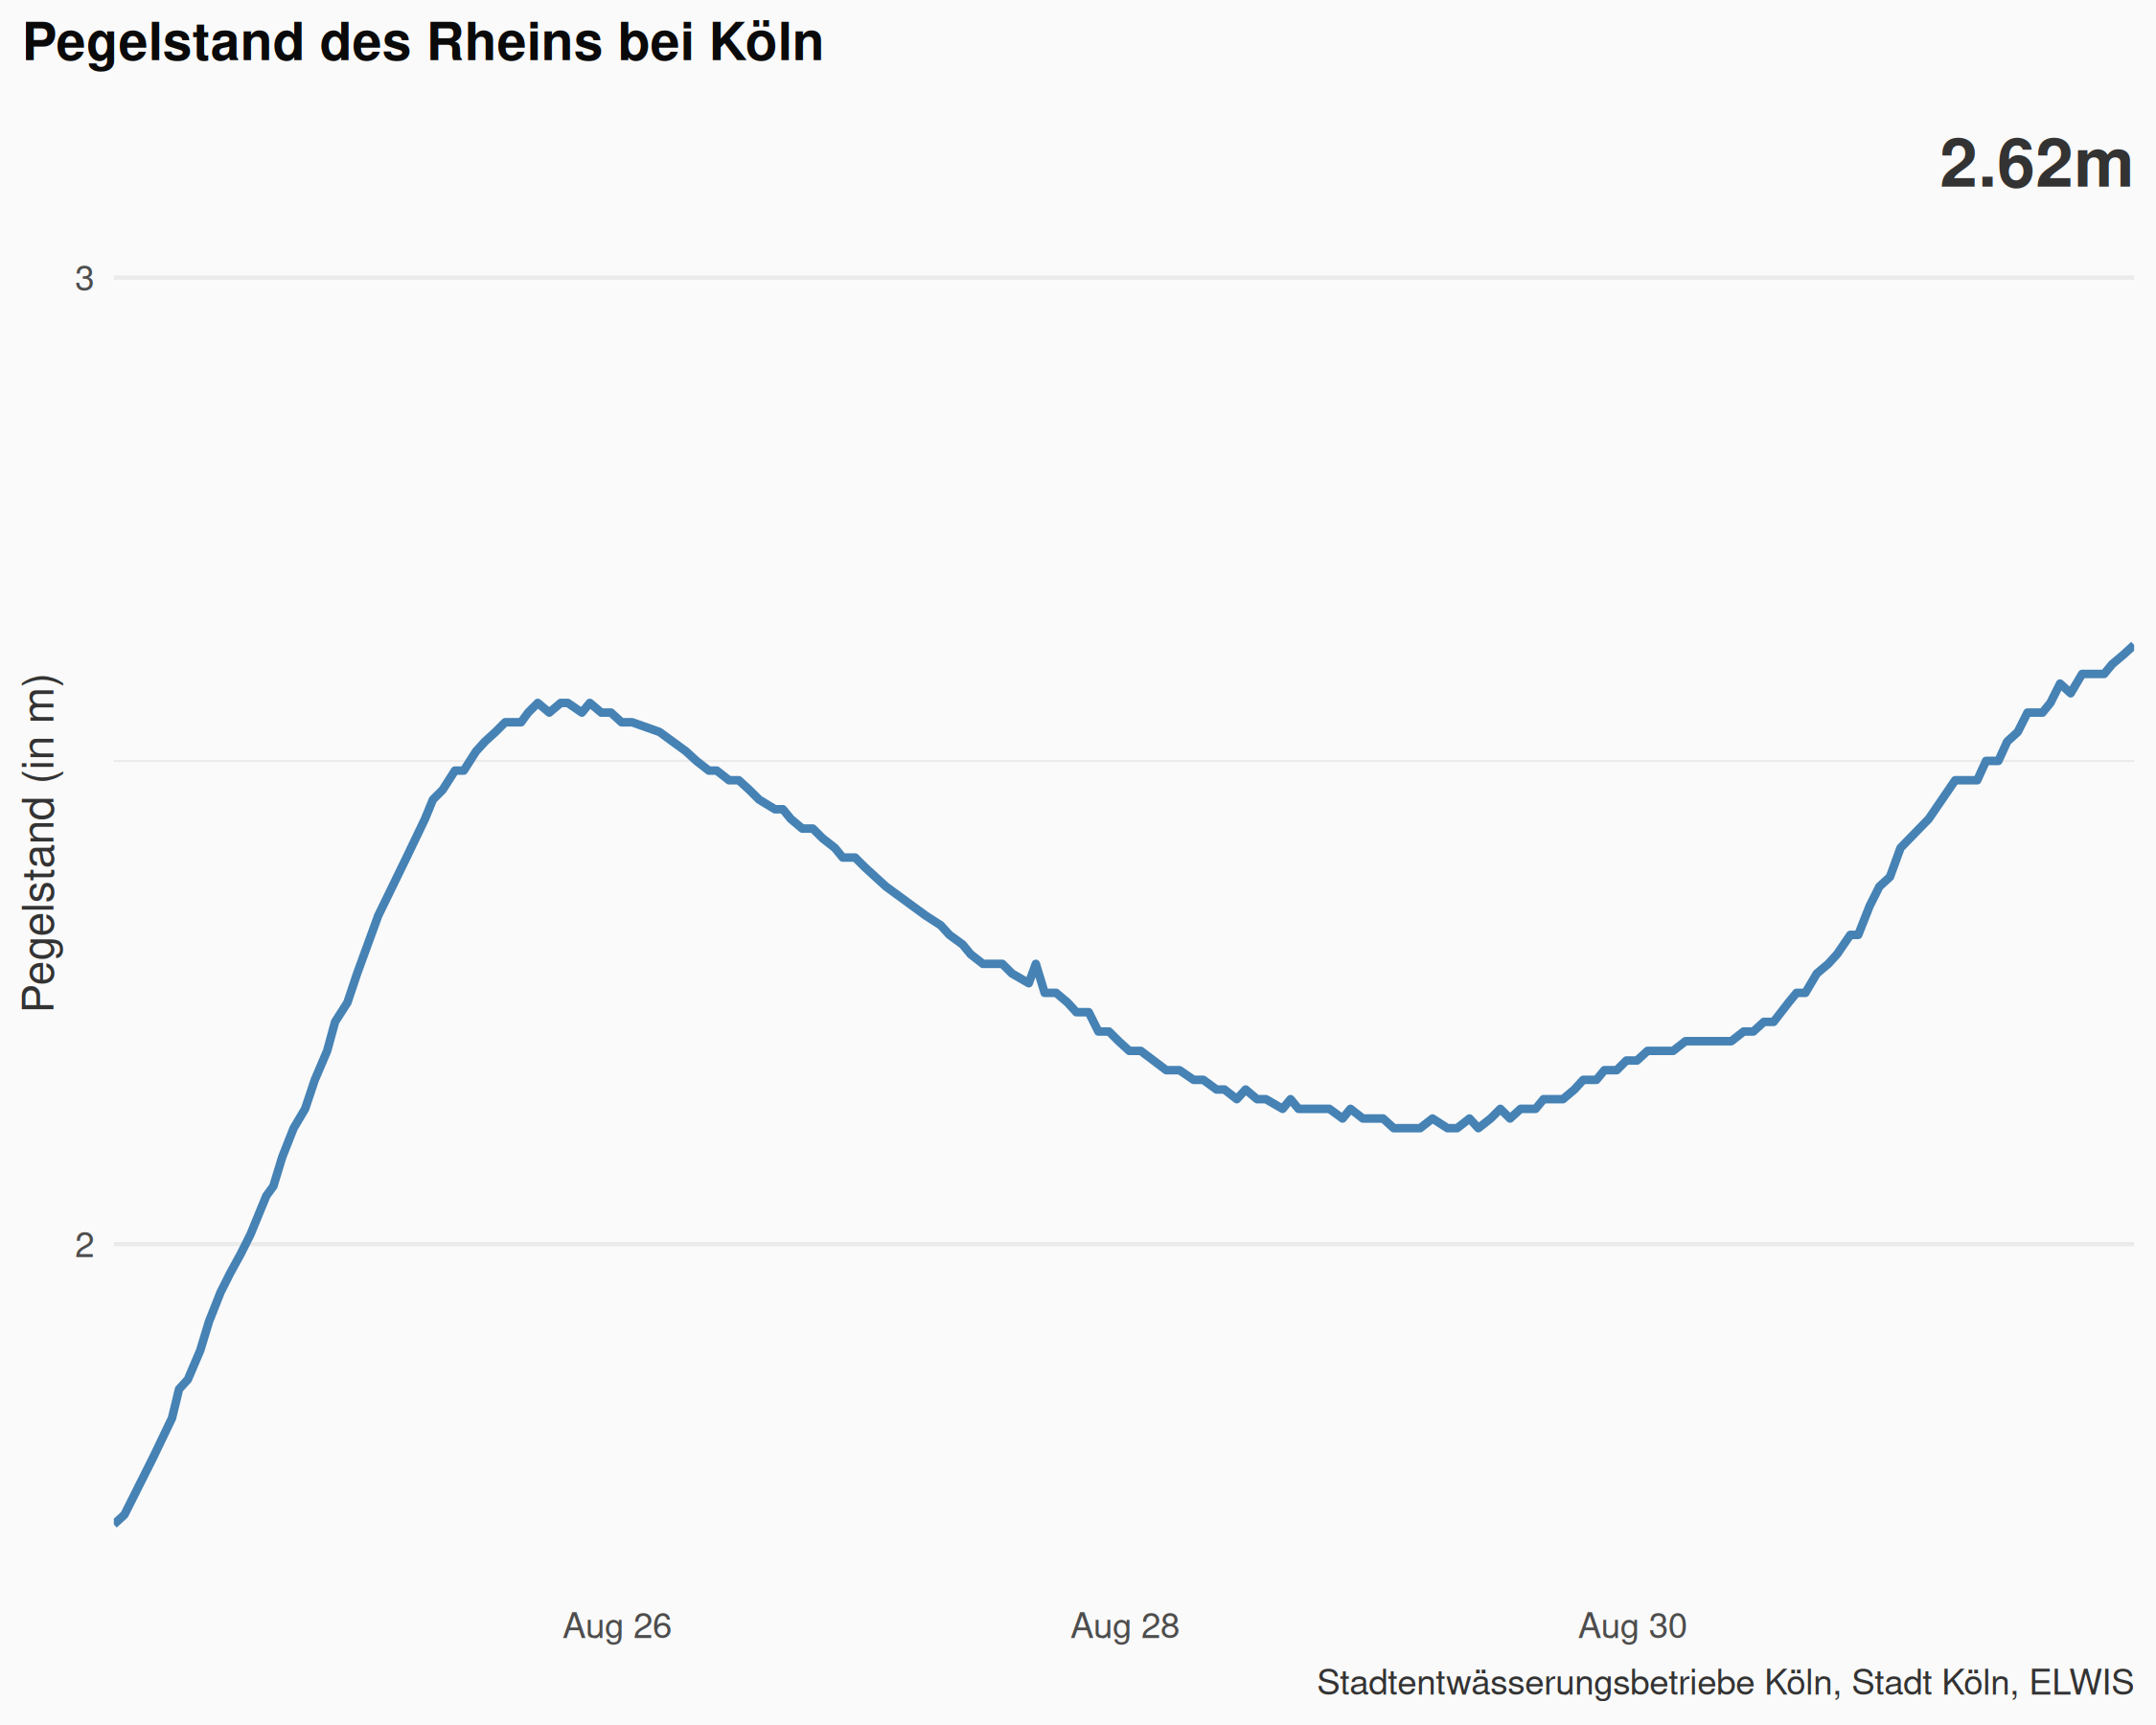 Pegelstand des Rheins bei Köln
2.62m
3
Pegelstand (in m)
2
Aug 26
Aug 28
Aug 30
Stadtentwässerungsbetriebe Köln, Stadt Köln, ELWIS